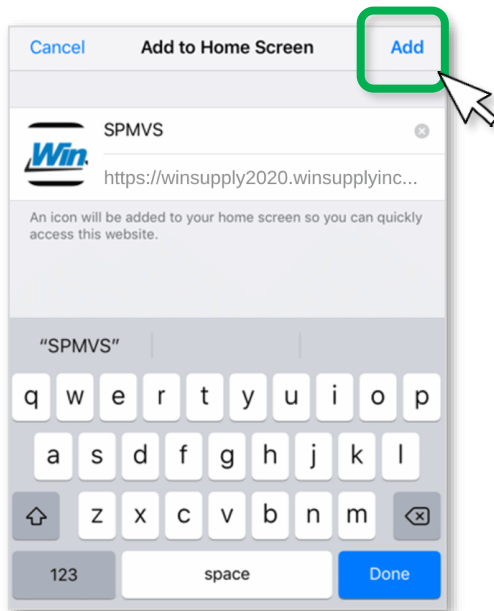 Cancel Add to Home Screen Add
SPMVS
Win.
https://winsupply2020.winsupplyinc...
An icon will be added to your home screen so you can quickly
access this website.
“SPMVS”
q w e r t y u i o p
a s d f g h j k l
z x c v b n m
123 space Done